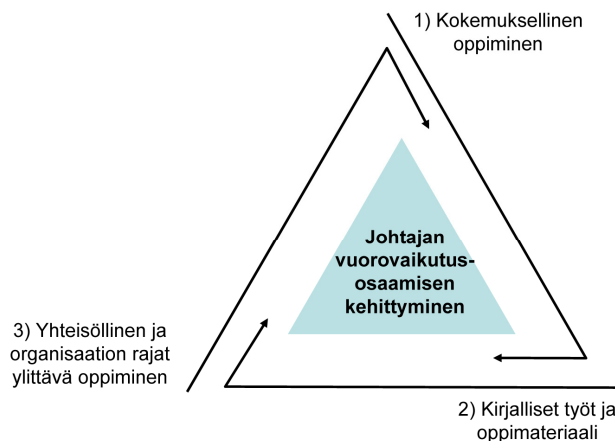 1) Kokemuksellinen
oppiminen
Johtajan
vuorovaikutus-
osaamisen
kehittyminen
3) Yhteisöllinen ja
organisaation rajat
ylittävä oppiminen
2) Kirjalliset työt ja
oppimateriaali